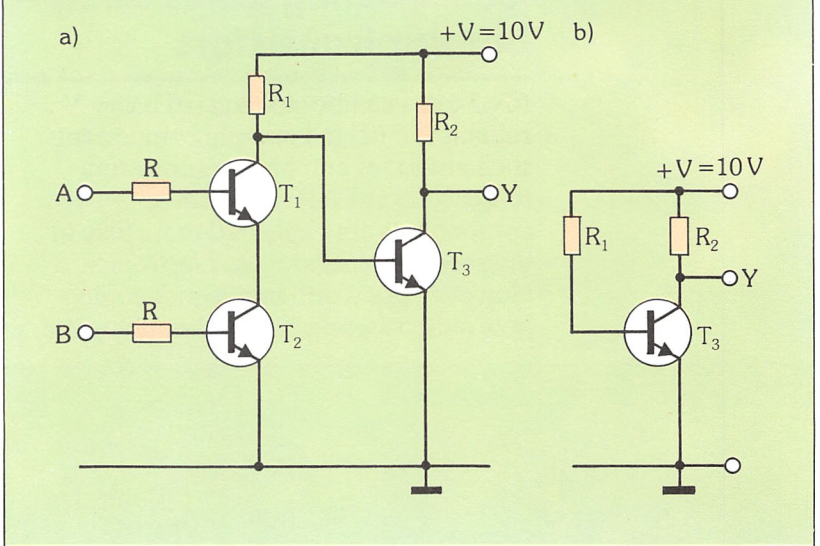 a)
+V=10V
R₁
R₂
R
A
T₁
Y
T₃
R
B
T₂
b)
+V=10V
R₁
R₂
Y
T₃